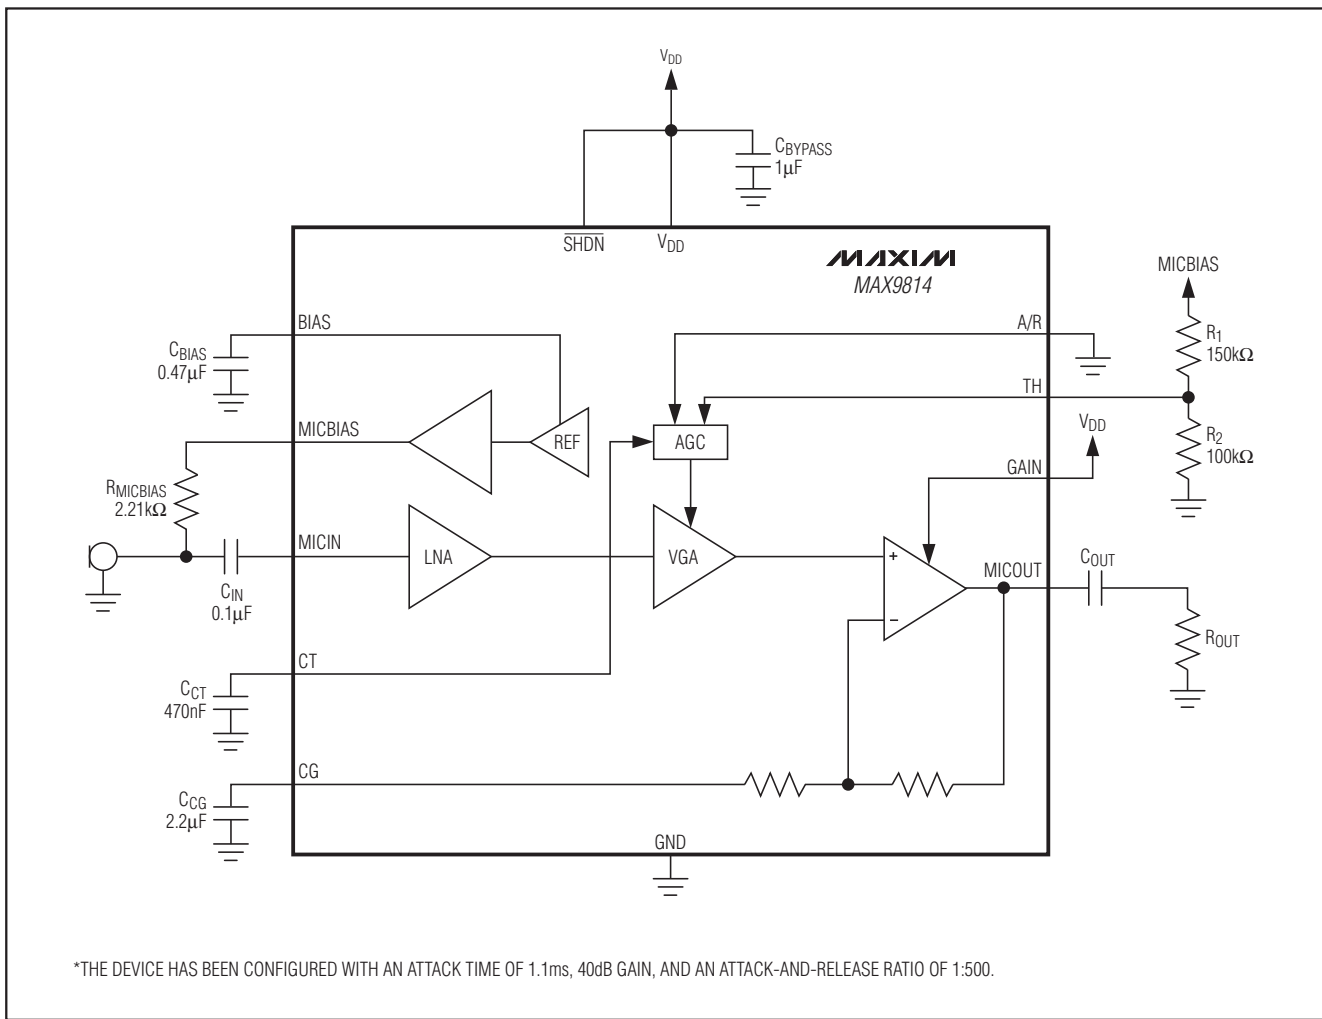 VDD
CBYPASS
1µF
SHDN
VDD
MAXIM
MAX9814
MICBIAS
BIAS
A/R
R1
150kΩ
CBIAS
0.47µF
TH
MICBIAS
REF
AGC
VDD
R2
100kΩ
GAIN
RMICBIAS
2.21kΩ
MICIN
LNA
VGA
+
MICOUT
COUT
CIN
0.1µF
−
ROUT
CT
CCT
470nF
CG
CCG
2.2µF
GND
*THE DEVICE HAS BEEN CONFIGURED WITH AN ATTACK TIME OF 1.1ms, 40dB GAIN, AND AN ATTACK-AND-RELEASE RATIO OF 1:500.